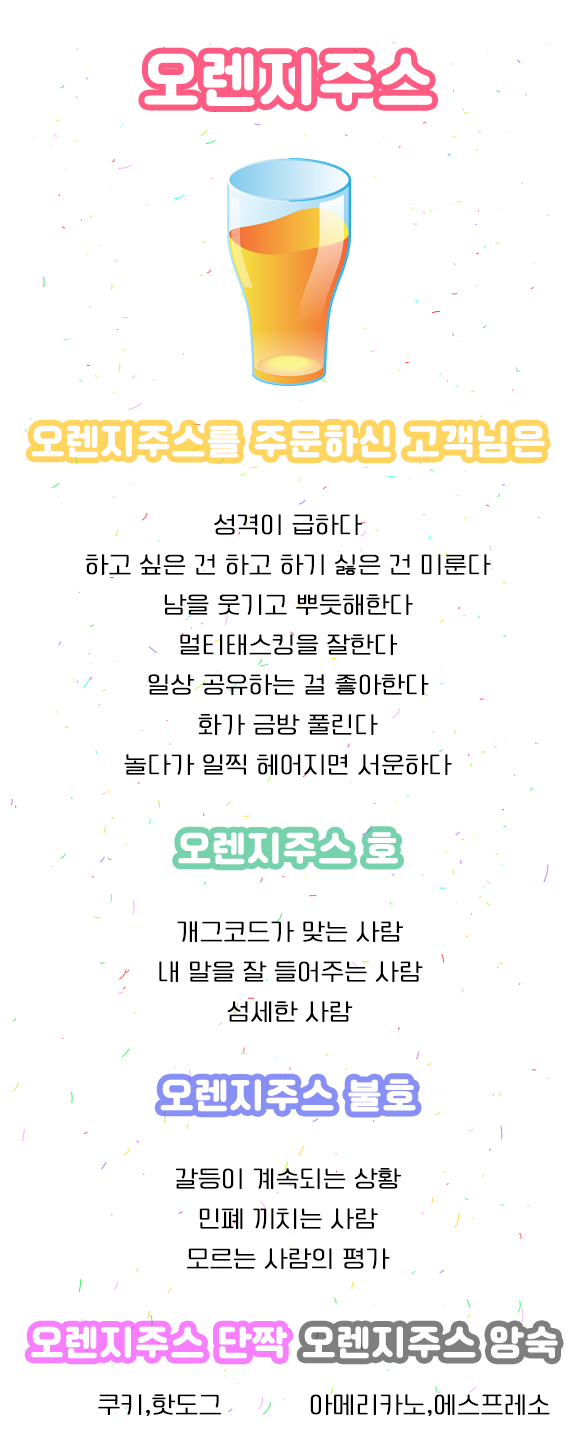 오렌지주스
오렌지주스를 주문하신 고객님은
성격이 급하다
하고 싶은 건 하고 하기 싫은 건 미룬다
남을 웃기고 뿌듯해한다
멀티태스킹을 잘한다
일상 공유하는 걸 좋아한다
화가 금방 풀린다
놀다가 일찍 헤어지면 서운하다
오렌지주스 호
개그코드가 맞는 사람
내 말을 잘 들어주는 사람
섬세한 사람
오렌지주스 불호
갈등이 계속되는 상황
민폐 끼치는 사람
모르는 사람의 평가
오렌지주스 단짝 오렌지주스 앙숙
쿠키,핫도그 아메리카노,에스프레소